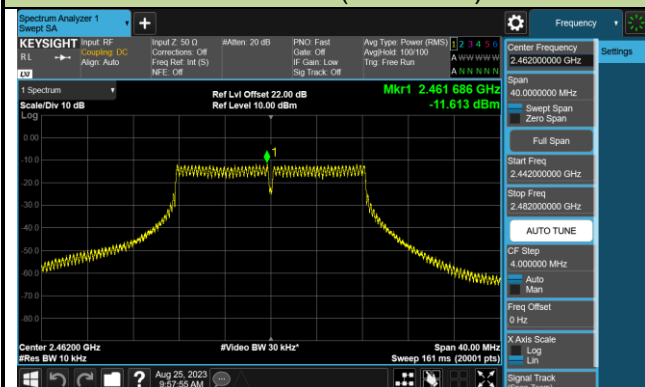 Spectrum Analyzer 1
Swept SA
+
Frequency
KEYSIGHT
Input: RF
Input Z: 50 Ω
#Atten: 20 dB
PNO: Fast
Avg Type: Power (RMS)
1 2 3 4 5 6
RL
Coupling: DC
Corrections: Off
Gate: Off
Avg|Hold: 100/100
A W W W W W
Align: Auto
Freq Ref: Int (S)
IF Gain: Low
Trig: Free Run
NFE: Off
Sig Track: Off
A N N N N N
LXI
Center Frequency
2.462000000 GHz
Settings
1 Spectrum
Ref Lvl Offset 22.00 dB
Mkr1 2.461 686 GHz
Scale/Div 10 dB
Ref Level 10.00 dBm
-11.613 dBm
Log
Span
40.0000000 MHz
Swept Span
Zero Span
Full Span
Start Freq
2.442000000 GHz
Stop Freq
2.482000000 GHz
AUTO TUNE
CF Step
4.000000 MHz
Auto
Man
Freq Offset
0 Hz
X Axis Scale
Log
Lin
Signal Track
0.00
-10.0
1
-20.0
-30.0
-40.0
-50.0
-60.0
-70.0
-80.0
Center 2.46200 GHz
#Video BW 30 kHz*
Span 40.00 MHz
#Res BW 10 kHz
Sweep 161 ms (20001 pts)
?
Aug 25, 2023
9:57:55 AM